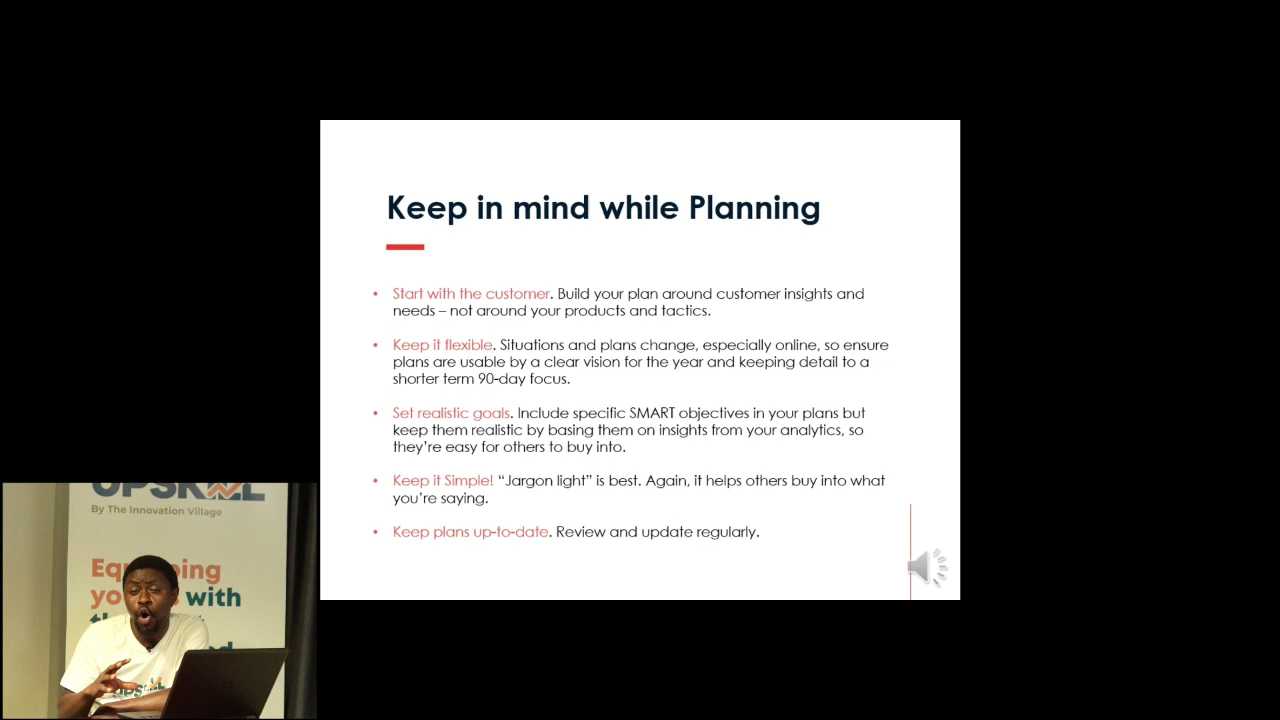 Keep in mind while Planning
• Start with the customer. Build your plan around customer insights and
needs – not around your products and tactics.
• Keep it flexible. Situations and plans change, especially online, so ensure
plans are usable by a clear vision for the year and keeping detail to a
shorter term 90-day focus.
• Set realistic goals. Include specific SMART objectives in your plans but
keep them realistic by basing them on insights from your analytics, so
they’re easy for others to buy into.
• Keep it Simple! “Jargon light” is best. Again, it helps others buy into what
you’re saying.
• Keep plans up-to-date. Review and update regularly.
UPSKILL
By The Innovation Village
with